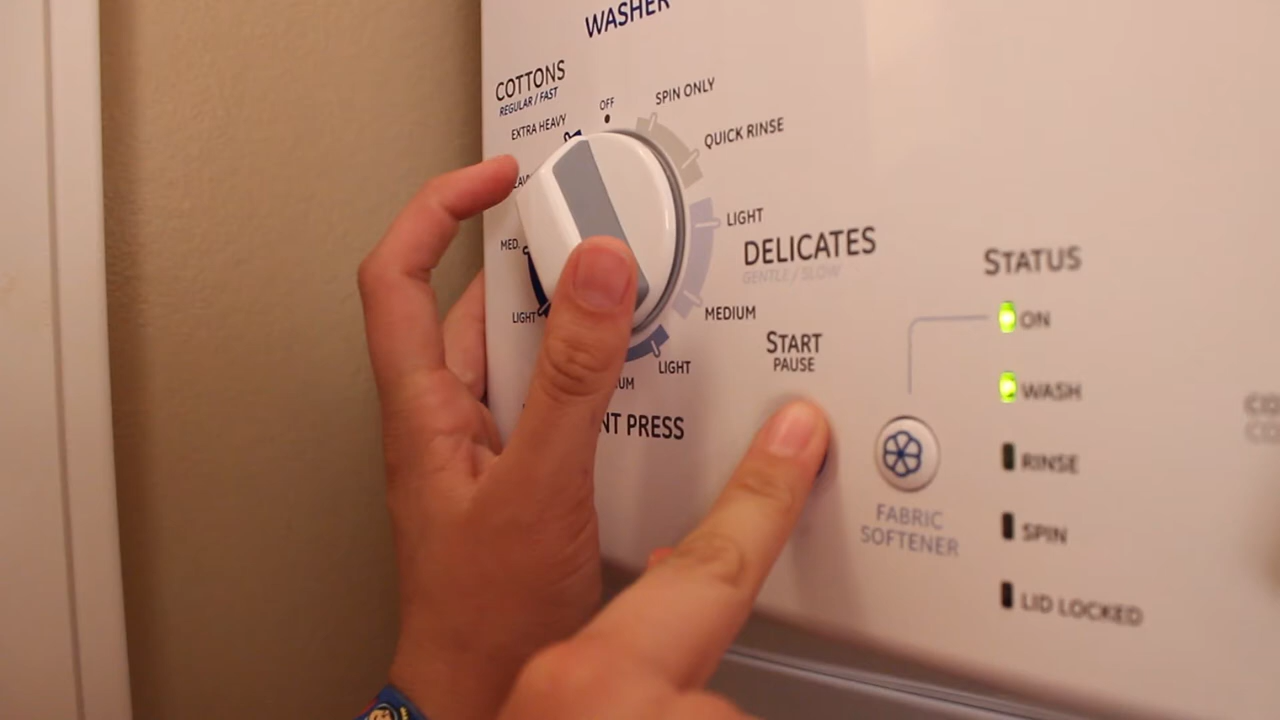 WASHER
COTTONS
REGULAR / FAST
OFF
SPIN ONLY
EXTRA HEAVY
QUICK RINSE
LIGHT
MED.
DELICATES
GENTLE / SLOW
STATUS
LIGHT
MEDIUM
ON
START
PAUSE
LIGHT
WASH
NT PRESS
RINSE
FABRIC
SOFTENER
SPIN
LID LOCKED